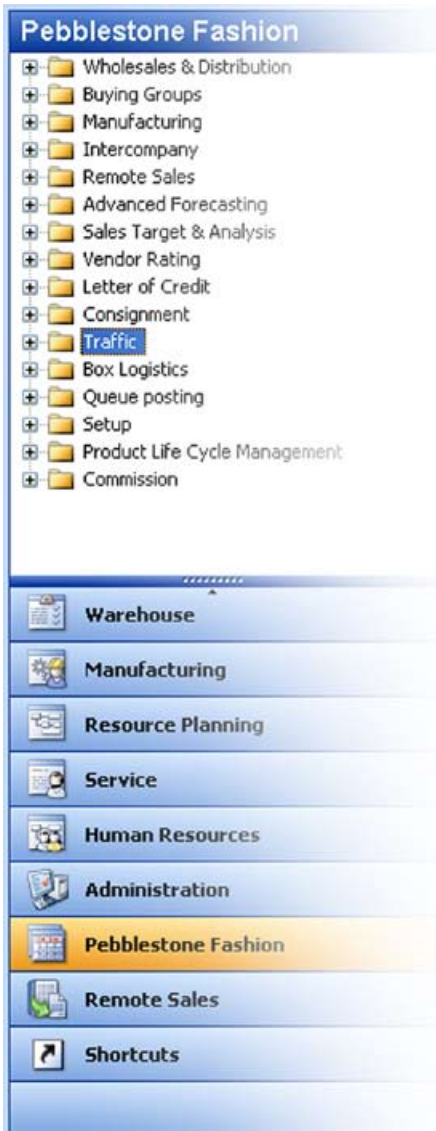 Pebblestone Fashion
Wholesales & Distribution
Buying Groups
Manufacturing
Intercompany
Remote Sales
Advanced Forecasting
Sales Target & Analysis
Vendor Rating
Letter of Credit
Consignment
Traffic
Box Logistics
Queue posting
Setup
Product Life Cycle Management
Commission
Warehouse
Manufacturing
Resource Planning
Service
Human Resources
Administration
Pebblestone Fashion
Remote Sales
Shortcuts